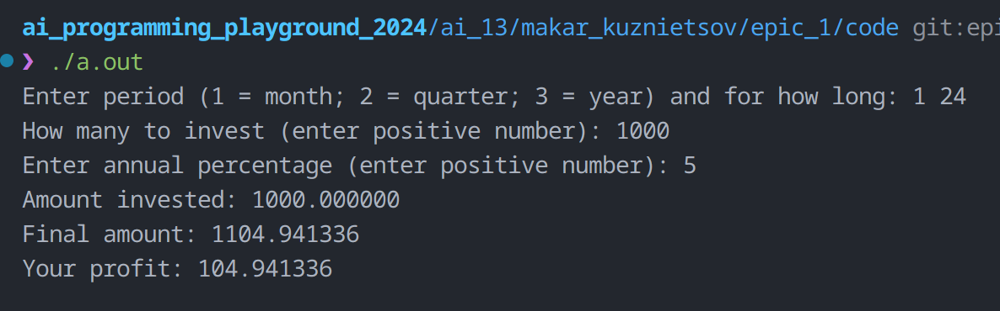 ai_programming_playground_2024/ai_13/makar_kuznietsov/epic_1/code git:epi
❯ ./a.out
Enter period (1 = month; 2 = quarter; 3 = year) and for how long: 1 24
How many to invest (enter positive number): 1000
Enter annual percentage (enter positive number): 5
Amount invested: 1000.000000
Final amount: 1104.941336
Your profit: 104.941336